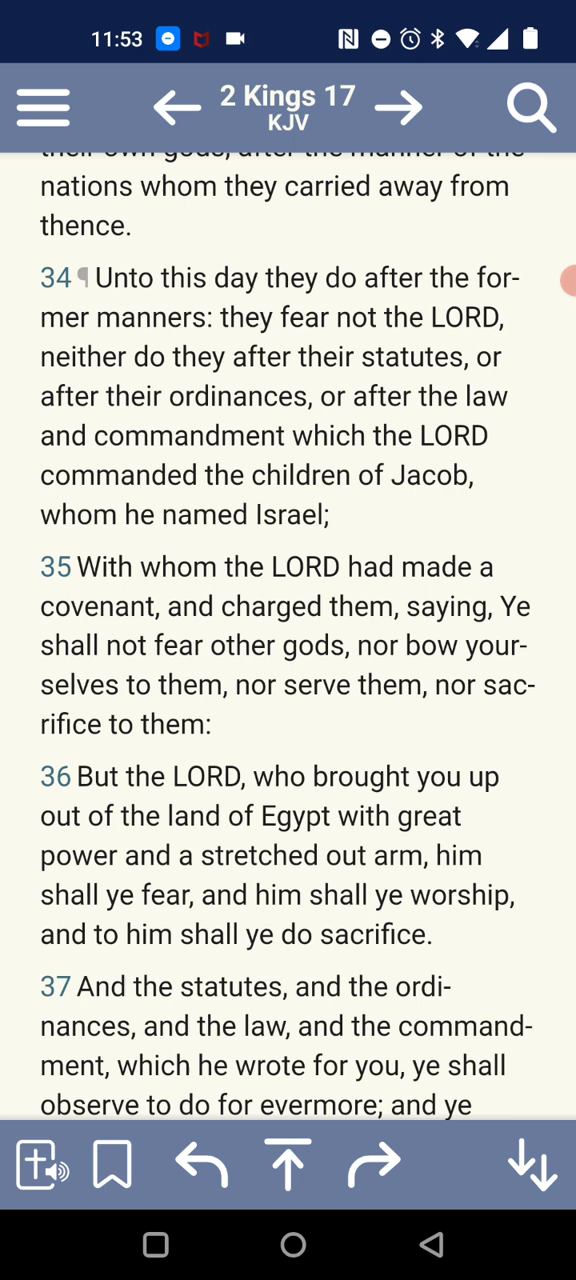 11:53
2 Kings 17
KJV
their own gods, after the manner of the
nations whom they carried away from
thence.
34 ¶ Unto this day they do after the for-
mer manners: they fear not the LORD,
neither do they after their statutes, or
after their ordinances, or after the law
and commandment which the LORD
commanded the children of Jacob,
whom he named Israel;
35 With whom the LORD had made a
covenant, and charged them, saying, Ye
shall not fear other gods, nor bow your-
selves to them, nor serve them, nor sac-
rifice to them:
36 But the LORD, who brought you up
out of the land of Egypt with great
power and a stretched out arm, him
shall ye fear, and him shall ye worship,
and to him shall ye do sacrifice.
37 And the statutes, and the ordi-
nances, and the law, and the command-
ment, which he wrote for you, ye shall
observe to do for evermore; and ye